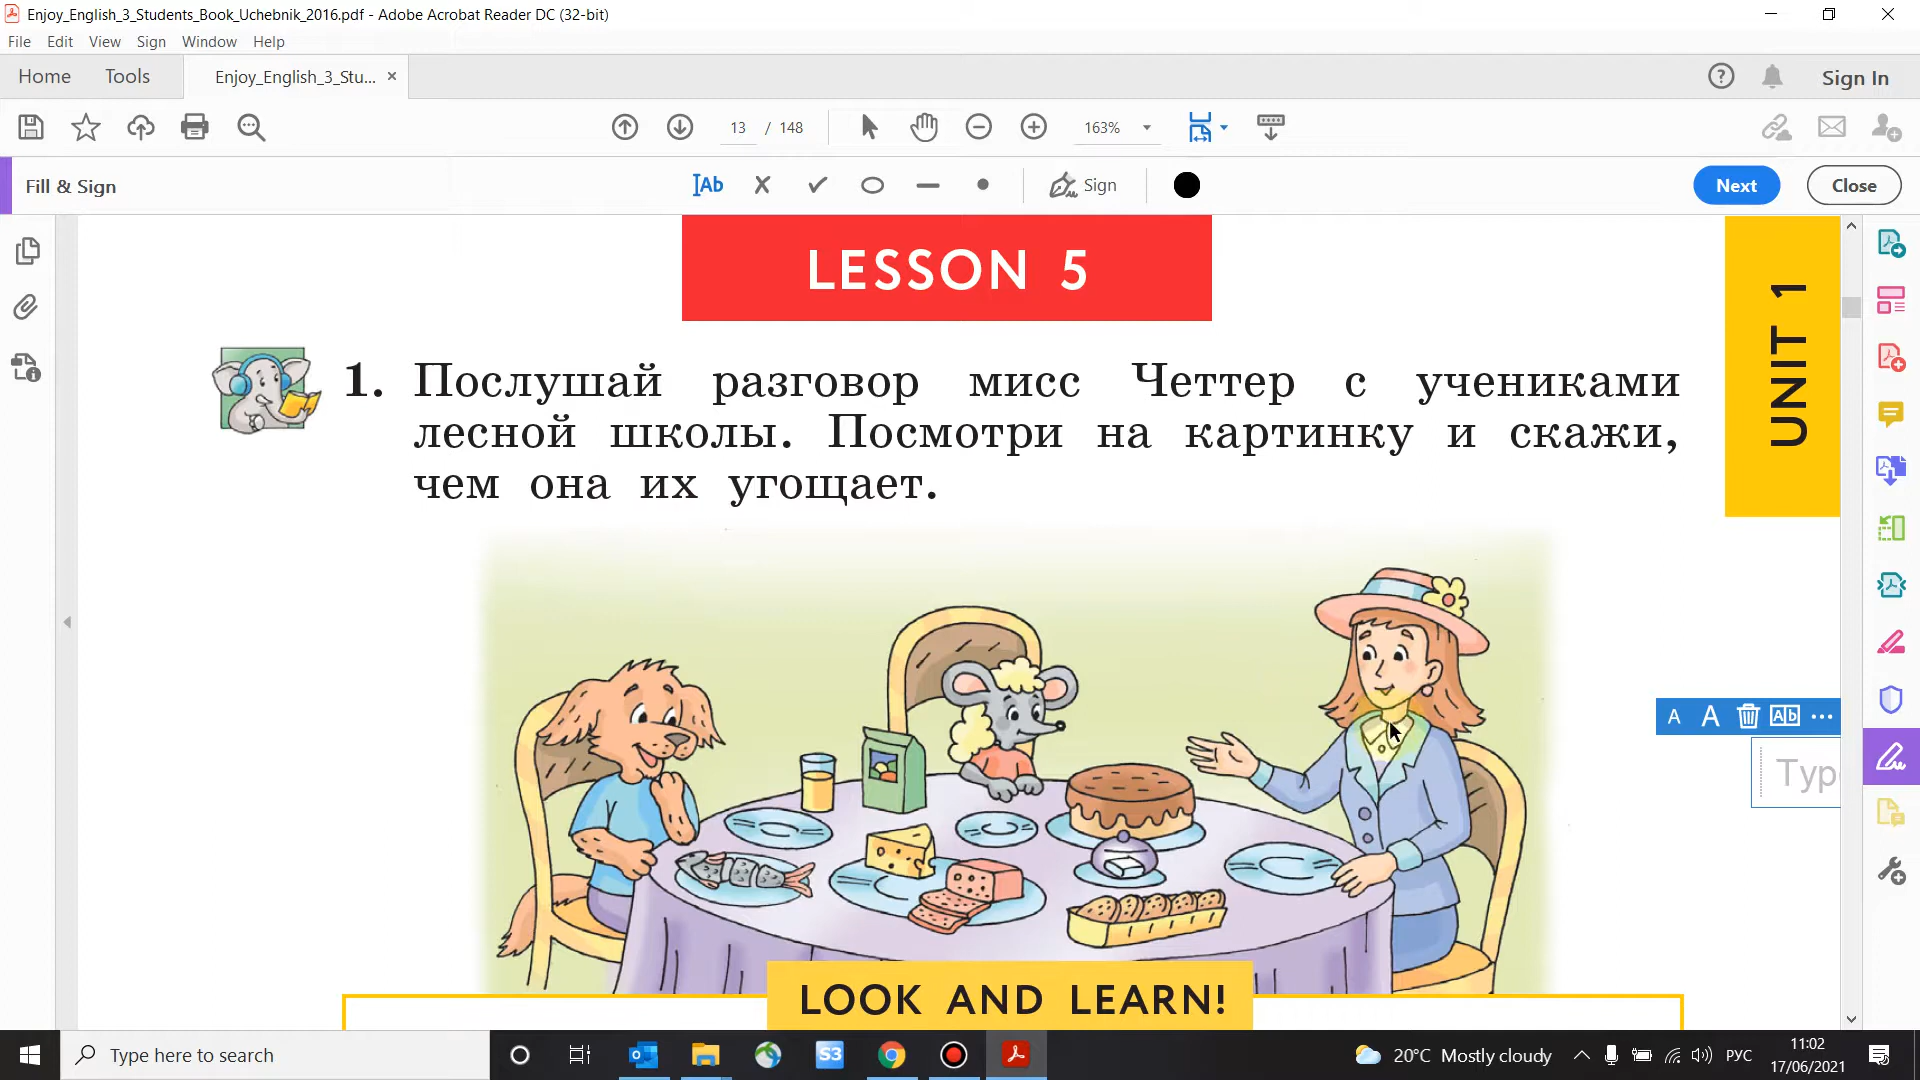 Enjoy_English_3_Students_Book_Uchebnik_2016.pdf - Adobe Acrobat Reader DC (32-bit)
File Edit View Sign Window Help
Home Tools Enjoy_English_3_Stu... × Sign In
13 / 148 163%
Fill & Sign Ab Sign Next Close
LESSON 5
UNIT 1
1. Послушай разговор мисс Четтер с учениками
лесной школы. Посмотри на картинку и скажи,
чем она их угощает.
A A Ab ...
Typ
LOOK AND LEARN!
Type here to search S3 20°C Mostly cloudy РУС 11:02
17/06/2021